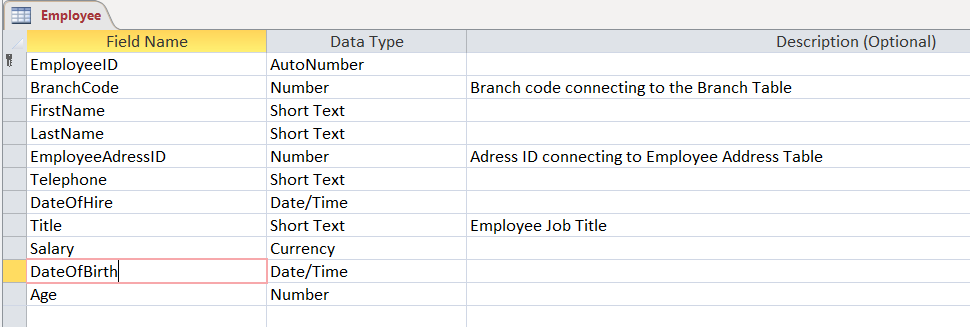 Employee
Field Name Data Type Description (Optional)
EmployeeID AutoNumber
BranchCode Number Branch code connecting to the Branch Table
FirstName Short Text
LastName Short Text
EmployeeAdressID Number Adress ID connecting to Employee Address Table
Telephone Short Text
DateOfHire Date/Time
Title Short Text Employee Job Title
Salary Currency
DateOfBirth Date/Time
Age Number